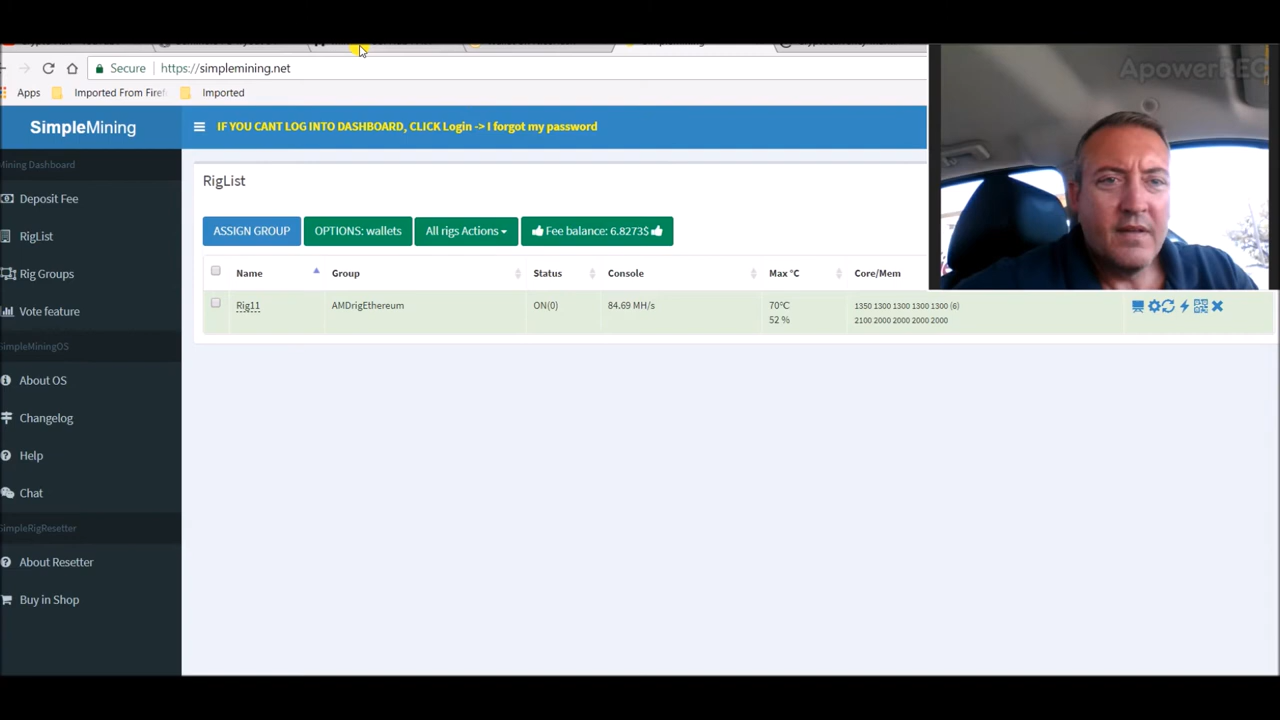 ApowerREC
Secure https://simplemining.net
Apps Imported From Firef Imported
SimpleMining
IF YOU CANT LOG INTO DASHBOARD, CLICK Login -> I forgot my password
Mining Dashboard
Deposit Fee
RigList
Rig Groups
Vote feature
SimpleMiningOS
About OS
Changelog
Help
Chat
SimpleRigResetter
About Resetter
Buy in Shop
RigList
ASSIGN GROUP OPTIONS: wallets All rigs Actions Fee balance: 6.8273$
Name Group Status Console Max °C Core/Mem
Rig11 AMDrigEthereum ON(0) 84.69 MH/s 70°C 1350 1300 1300 1300 1300 (6)
52 % 2100 2000 2000 2000 2000